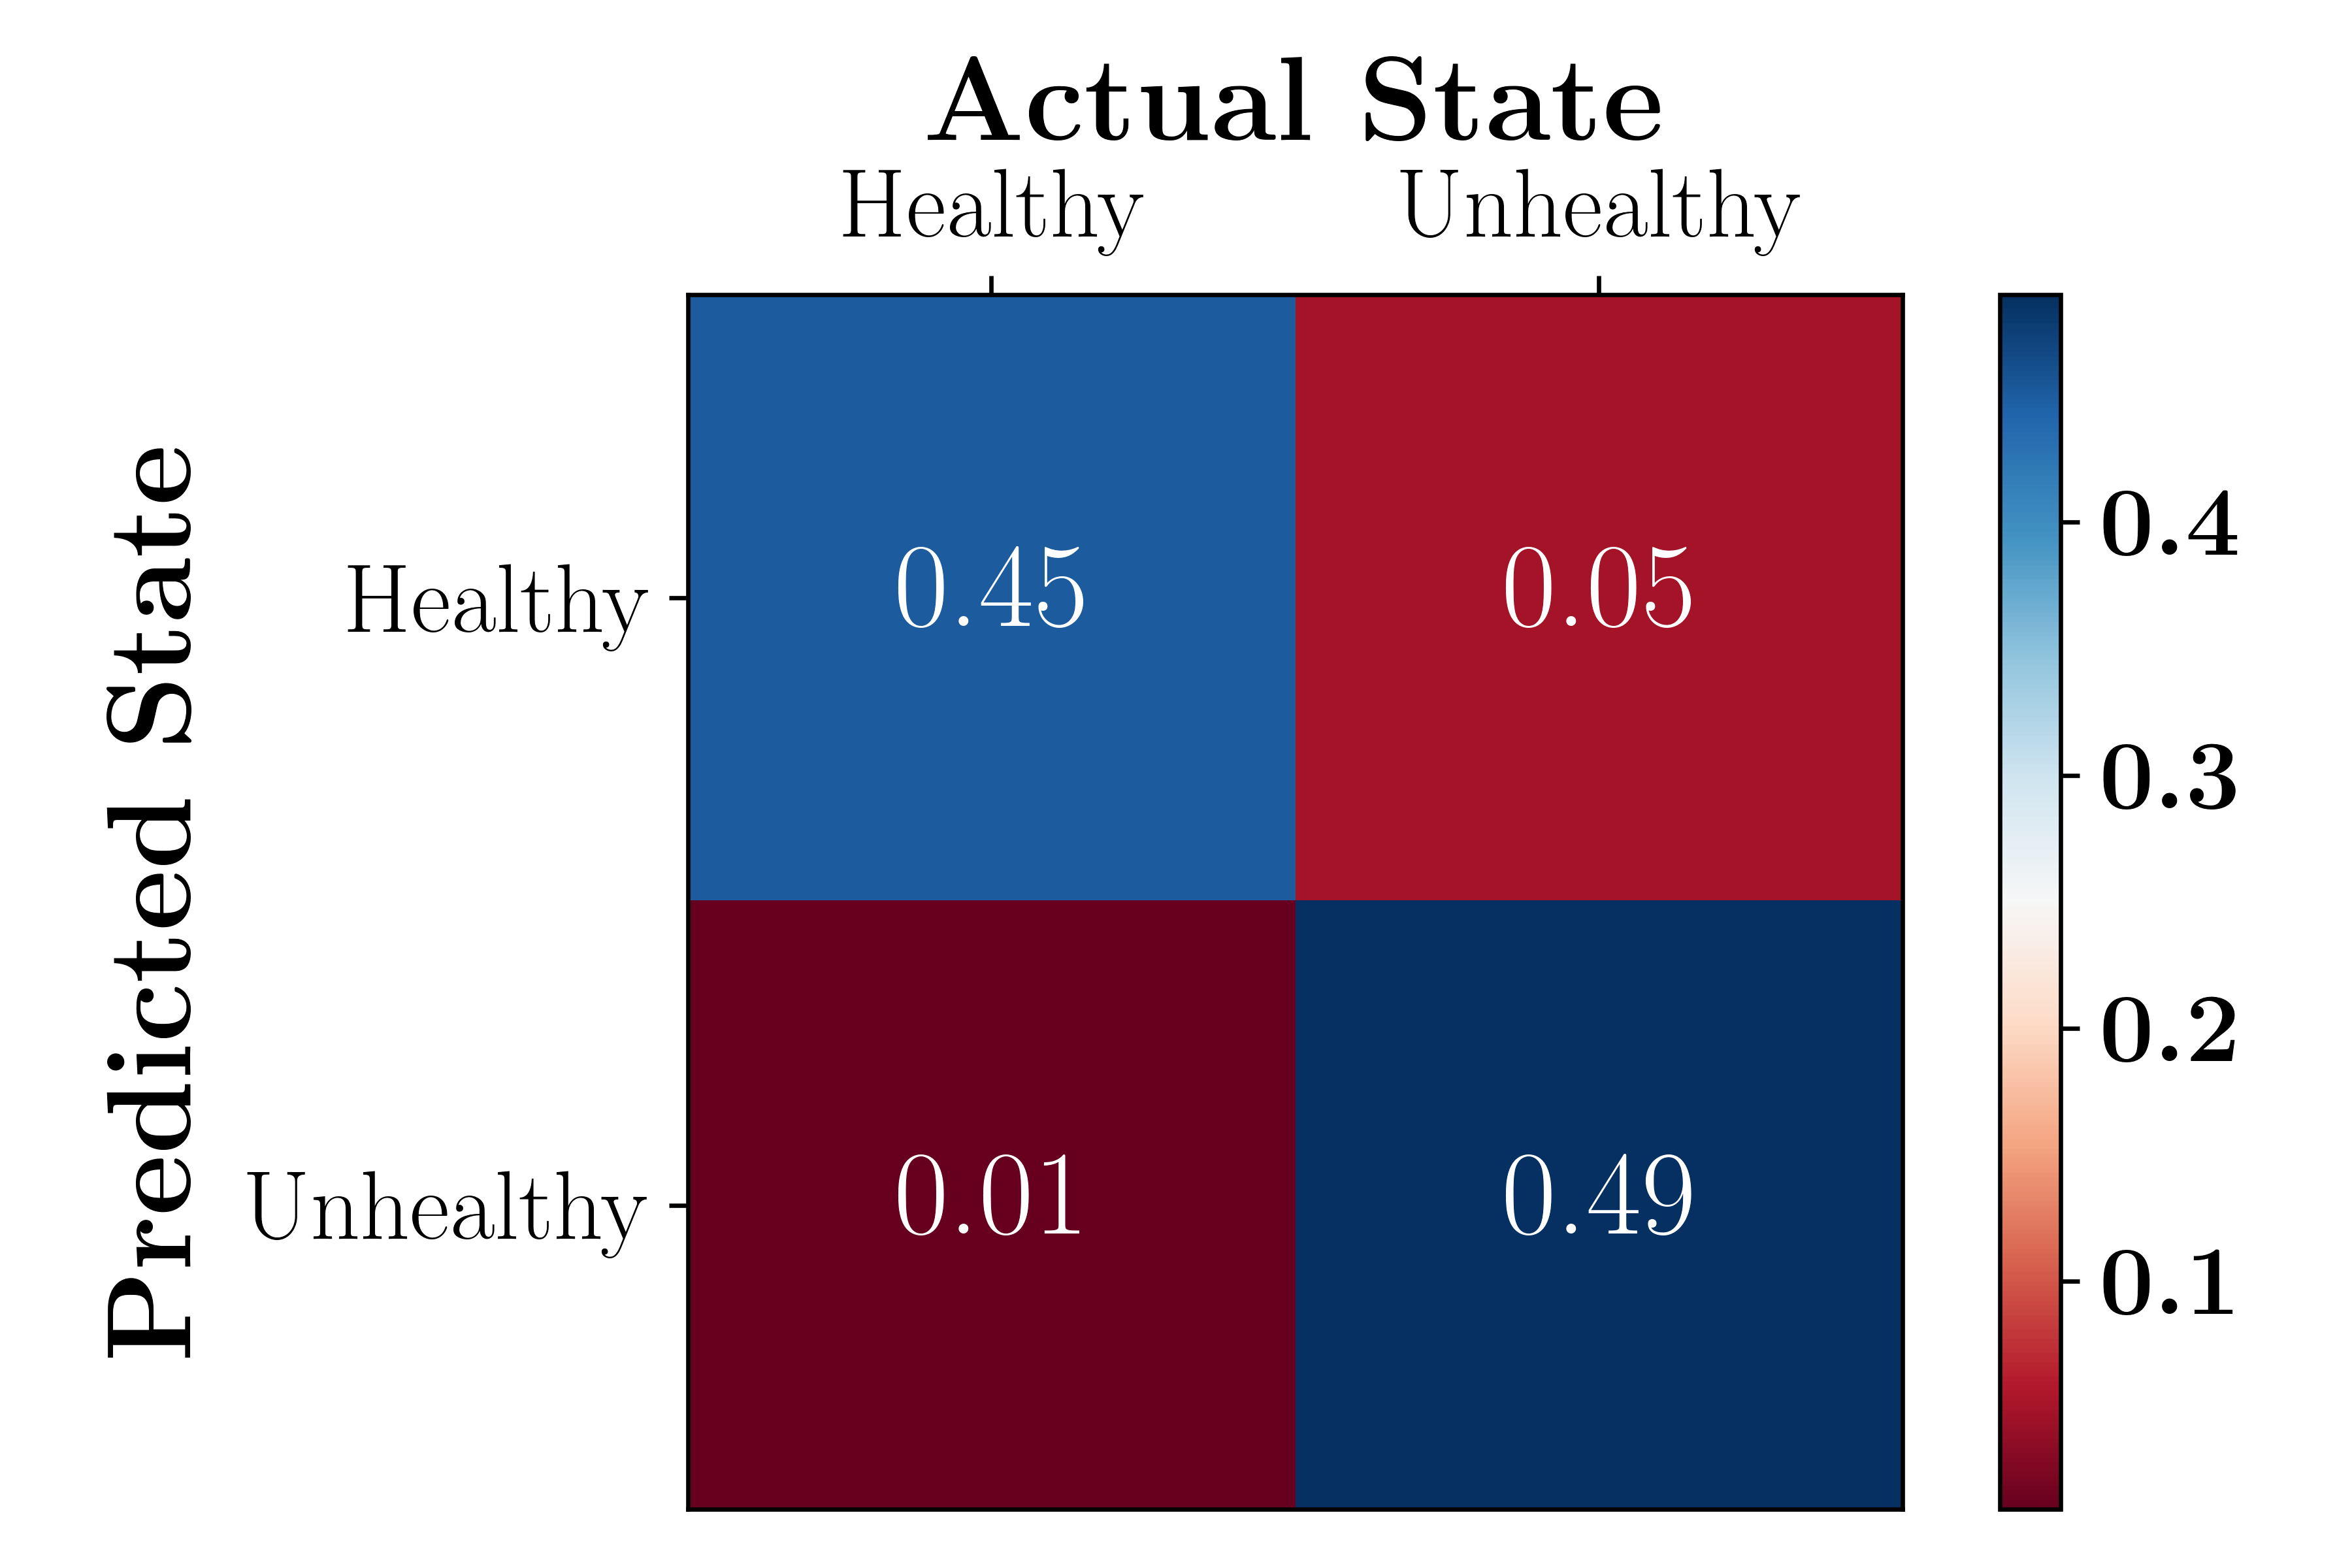 Actual State
Healthy Unhealthy
Predicted State
Healthy 0.45 0.05
Unhealthy 0.01 0.49
0.4
0.3
0.2
0.1